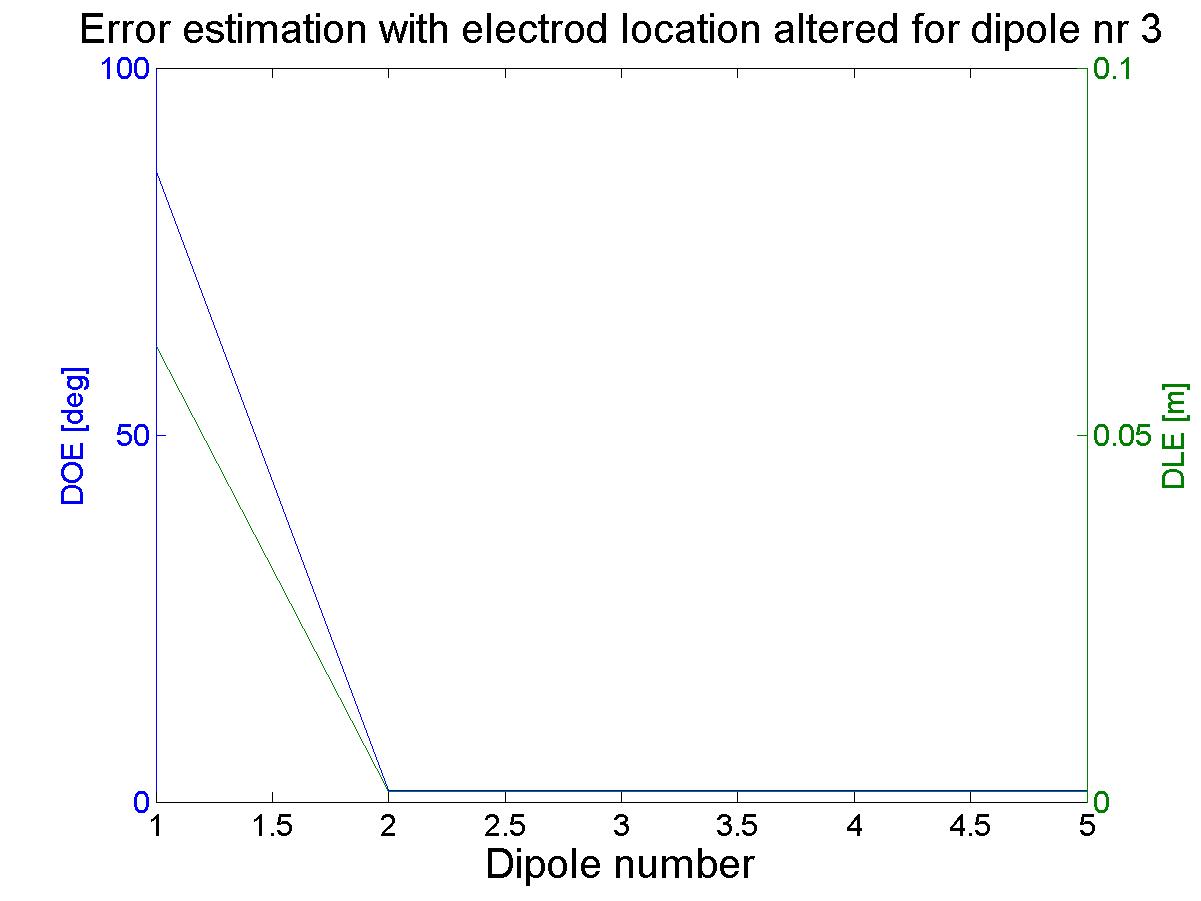 Error estimation with electrod location altered for dipole nr 3
100
50
0
DOE [deg]
0.1
0.05
0
DLE [m]
1 1.5 2 2.5 3 3.5 4 4.5 5
Dipole number